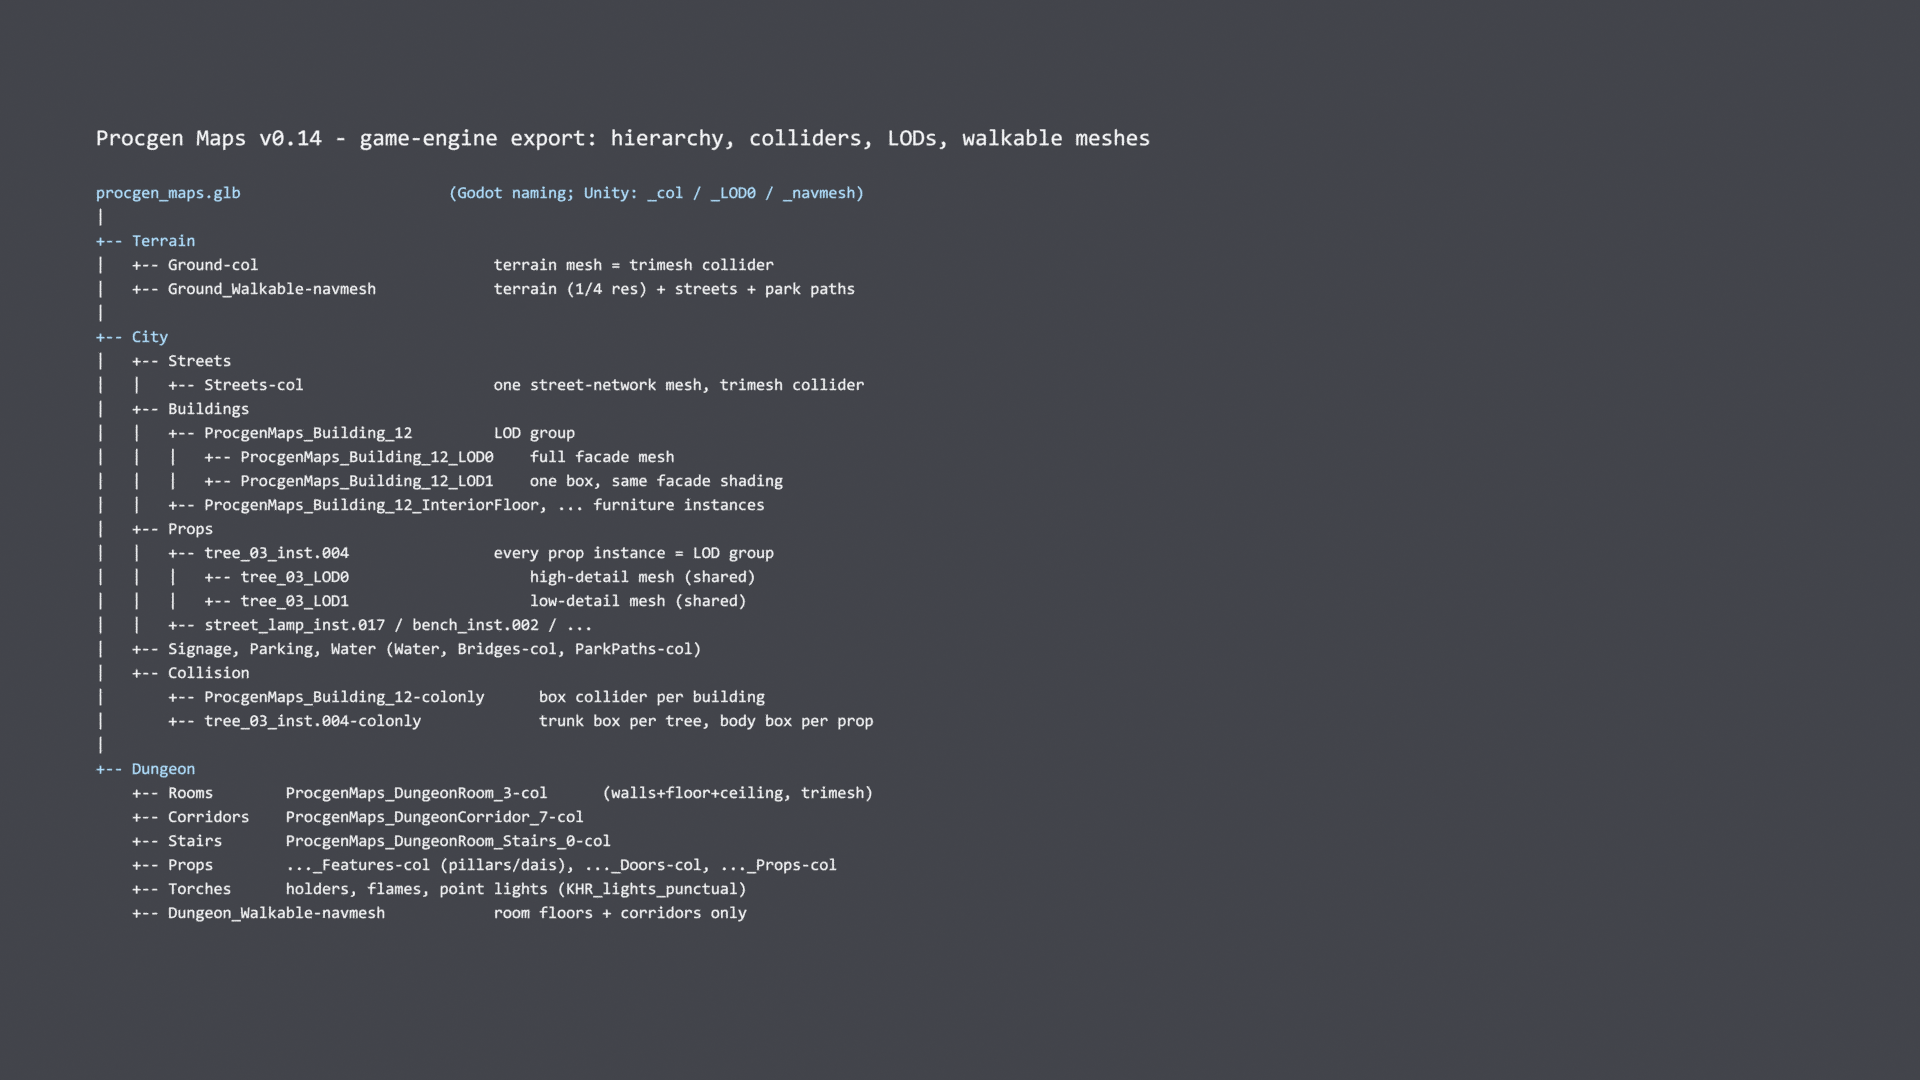 Procgen Maps v0.14 - game-engine export: hierarchy, colliders, LODs, walkable meshes
procgen_maps.glb                       (Godot naming; Unity: _col / _LOD0 / _navmesh)
|
+-- Terrain
|   +-- Ground-col                          terrain mesh = trimesh collider
|   +-- Ground_Walkable-navmesh             terrain (1/4 res) + streets + park paths
|
+-- City
|   +-- Streets
|   |   +-- Streets-col                     one street-network mesh, trimesh collider
|   +-- Buildings
|   |   +-- ProcgenMaps_Building_12         LOD group
|   |   |   +-- ProcgenMaps_Building_12_LOD0    full facade mesh
|   |   |   +-- ProcgenMaps_Building_12_LOD1    one box, same facade shading
|   |   +-- ProcgenMaps_Building_12_InteriorFloor, ... furniture instances
|   +-- Props
|   |   +-- tree_03_inst.004                every prop instance = LOD group
|   |   |   +-- tree_03_LOD0                    high-detail mesh (shared)
|   |   |   +-- tree_03_LOD1                    low-detail mesh (shared)
|   |   +-- street_lamp_inst.017 / bench_inst.002 / ...
|   +-- Signage, Parking, Water (Water, Bridges-col, ParkPaths-col)
|   +-- Collision
|       +-- ProcgenMaps_Building_12-colonly      box collider per building
|       +-- tree_03_inst.004-colonly             trunk box per tree, body box per prop
|
+-- Dungeon
    +-- Rooms        ProcgenMaps_DungeonRoom_3-col      (walls+floor+ceiling, trimesh)
    +-- Corridors    ProcgenMaps_DungeonCorridor_7-col
    +-- Stairs       ProcgenMaps_DungeonRoom_Stairs_0-col
    +-- Props        ..._Features-col (pillars/dais), ..._Doors-col, ..._Props-col
    +-- Torches      holders, flames, point lights (KHR_lights_punctual)
    +-- Dungeon_Walkable-navmesh            room floors + corridors only